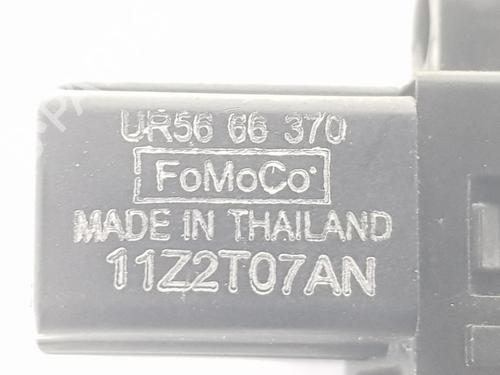 UR56 66 370
FoMoCo
MADE IN THAILAND
11Z2T07AN